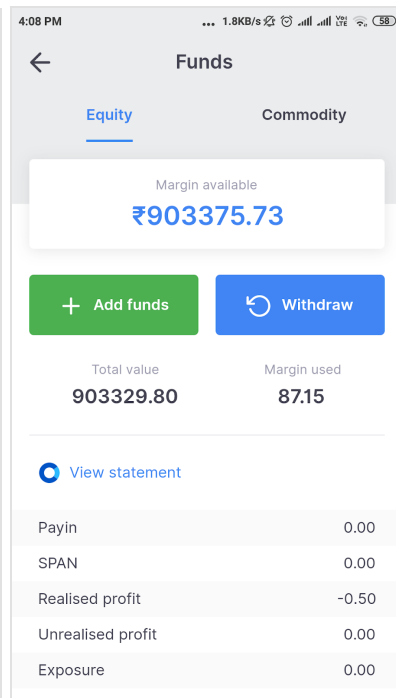 4:08 PM ... 1.8KB/s Vo) LTE 58
Funds
Equity Commodity
Margin available
₹903375.73
Add funds Withdraw
Total value Margin used
903329.80 87.15
View statement
Payin 0.00
SPAN 0.00
Realised profit -0.50
Unrealised profit 0.00
Exposure 0.00